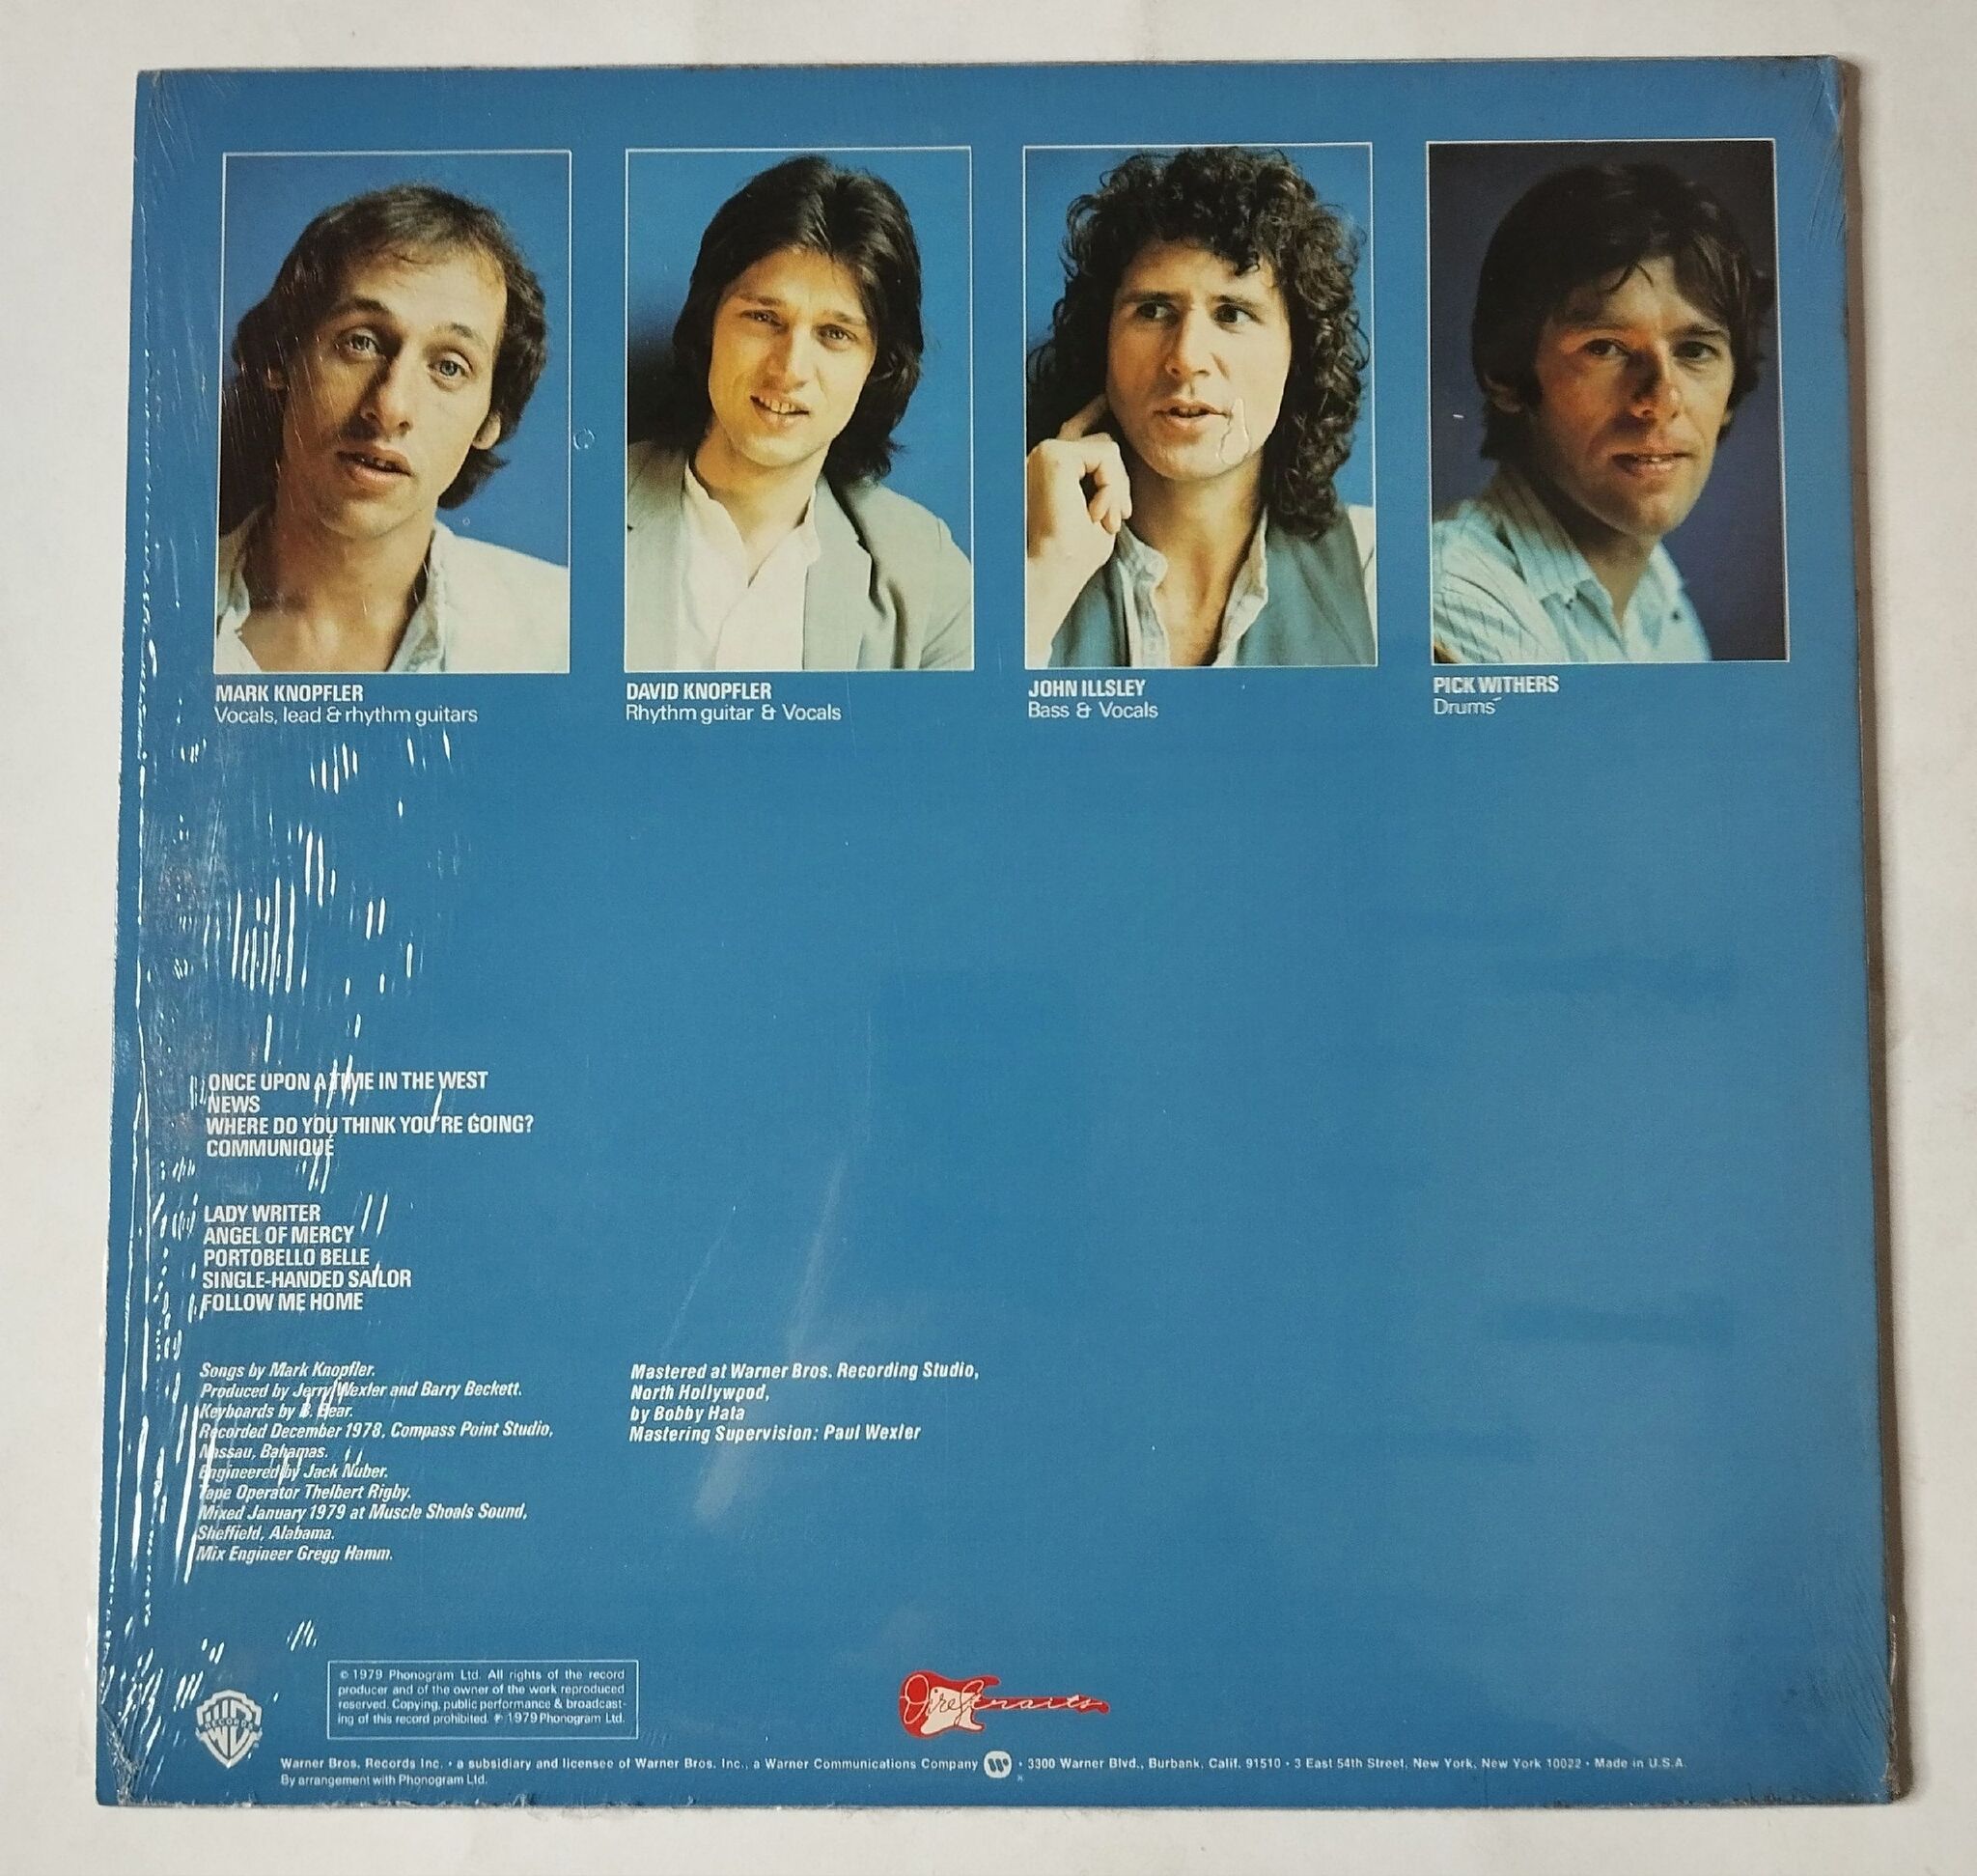 MARK KNOPFLER
Vocals, lead & rhythm guitars
DAVID KNOPFLER
Rhythm guitar & Vocals
JOHN ILLSLEY
Bass & Vocals
PICK WITHERS
Drums
ONCE UPON A TIME IN THE WEST
NEWS
WHERE DO YOU THINK YOU'RE GOING?
COMMUNIQUÉ
LADY WRITER
ANGEL OF MERCY
PORTOBELLO BELLE
SINGLE-HANDED SAILOR
FOLLOW ME HOME
Songs by Mark Knopfler.
Produced by Jerry Wexler and Barry Beckett.
Keyboards by B. Bear.
Recorded December 1978, Compass Point Studio,
Nassau, Bahamas.
Engineered by Jack Nuber.
Tape Operator Thelbert Rigby.
Mixed January 1979 at Muscle Shoals Sound,
Sheffield, Alabama.
Mix Engineer Gregg Hamm.
Mastered at Warner Bros. Recording Studio,
North Hollywood,
by Bobby Hata
Mastering Supervision: Paul Wexler
© 1979 Phonogram Ltd. All rights of the record
producer and of the owner of the work reproduced
reserved. Copying, public performance & broadcast-
ing of this record prohibited. ℗ 1979 Phonogram Ltd.
WB
RECORDS
Dire Straits
Warner Bros. Records Inc. • a subsidiary and licensee of Warner Bros. Inc., a Warner Communications Company W • 3300 Warner Blvd., Burbank, Calif. 91510 • 3 East 54th Street, New York, New York 10022 • Made in U.S.A.
By arrangement with Phonogram Ltd.